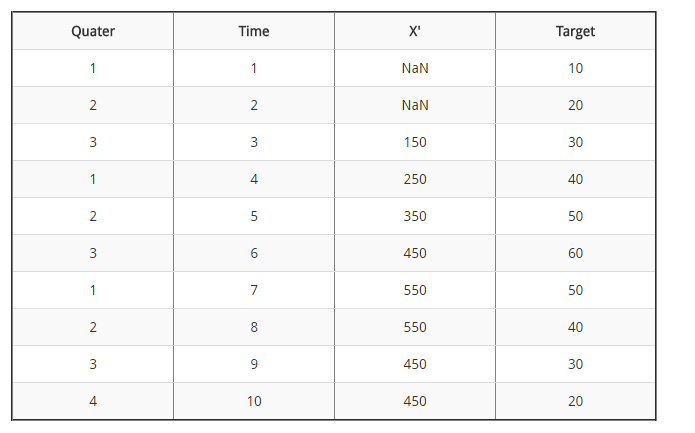 Quater Time X' Target
1 1 NaN 10
2 2 NaN 20
3 3 150 30
1 4 250 40
2 5 350 50
3 6 450 60
1 7 550 50
2 8 550 40
3 9 450 30
4 10 450 20